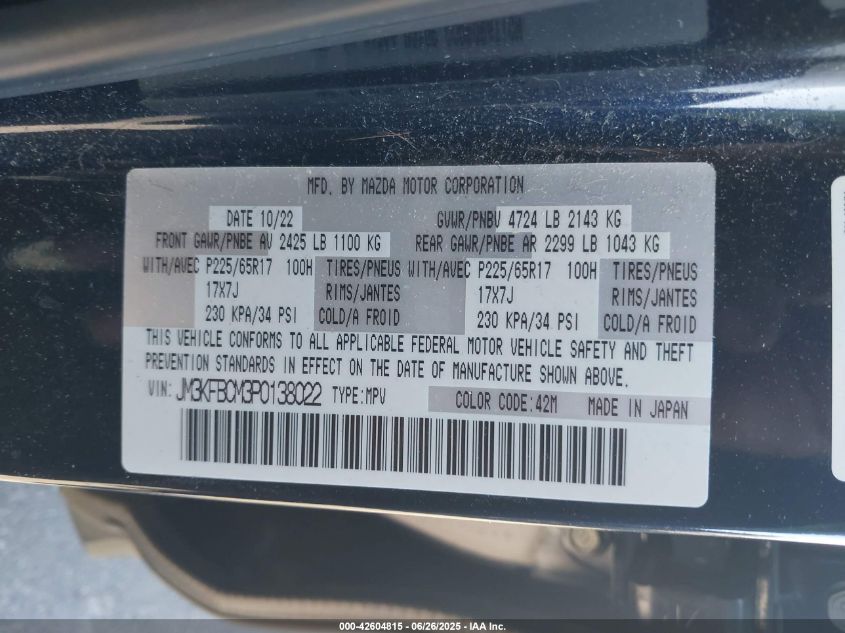 MFD. BY MAZDA MOTOR CORPORATION
DATE 10/22 GVWR/PNBV 4724 LB 2143 KG
FRONT GAWR/PNBE AV 2425 LB 1100 KG REAR GAWR/PNBE AR 2299 LB 1043 KG
WITH/AVEC P225/65R17 100H TIRES/PNEUS WITH/AVEC P225/65R17 100H TIRES/PNEUS
17X7J RIMS/JANTES 17X7J RIMS/JANTES
230 KPA/34 PSI COLD/A FROID 230 KPA/34 PSI COLD/A FROID
THIS VEHICLE CONFORMS TO ALL APPLICABLE FEDERAL MOTOR VEHICLE SAFETY AND THEFT
PREVENTION STANDARDS IN EFFECT ON THE DATE OF MANUFACTURE SHOWN ABOVE.
VIN: JM3KFBCM3P0138022 TYPE:MPV COLOR CODE:42M MADE IN JAPAN
000-42604815 - 06/26/2025 - IAA Inc.